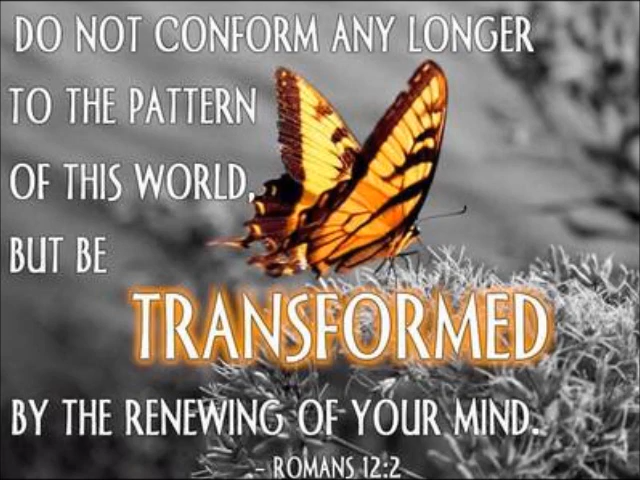 DO NOT CONFORM ANY LONGER
TO THE PATTERN
OF THIS WORLD,
BUT BE
TRANSFORMED
BY THE RENEWING OF YOUR MIND.
- ROMANS 12:2